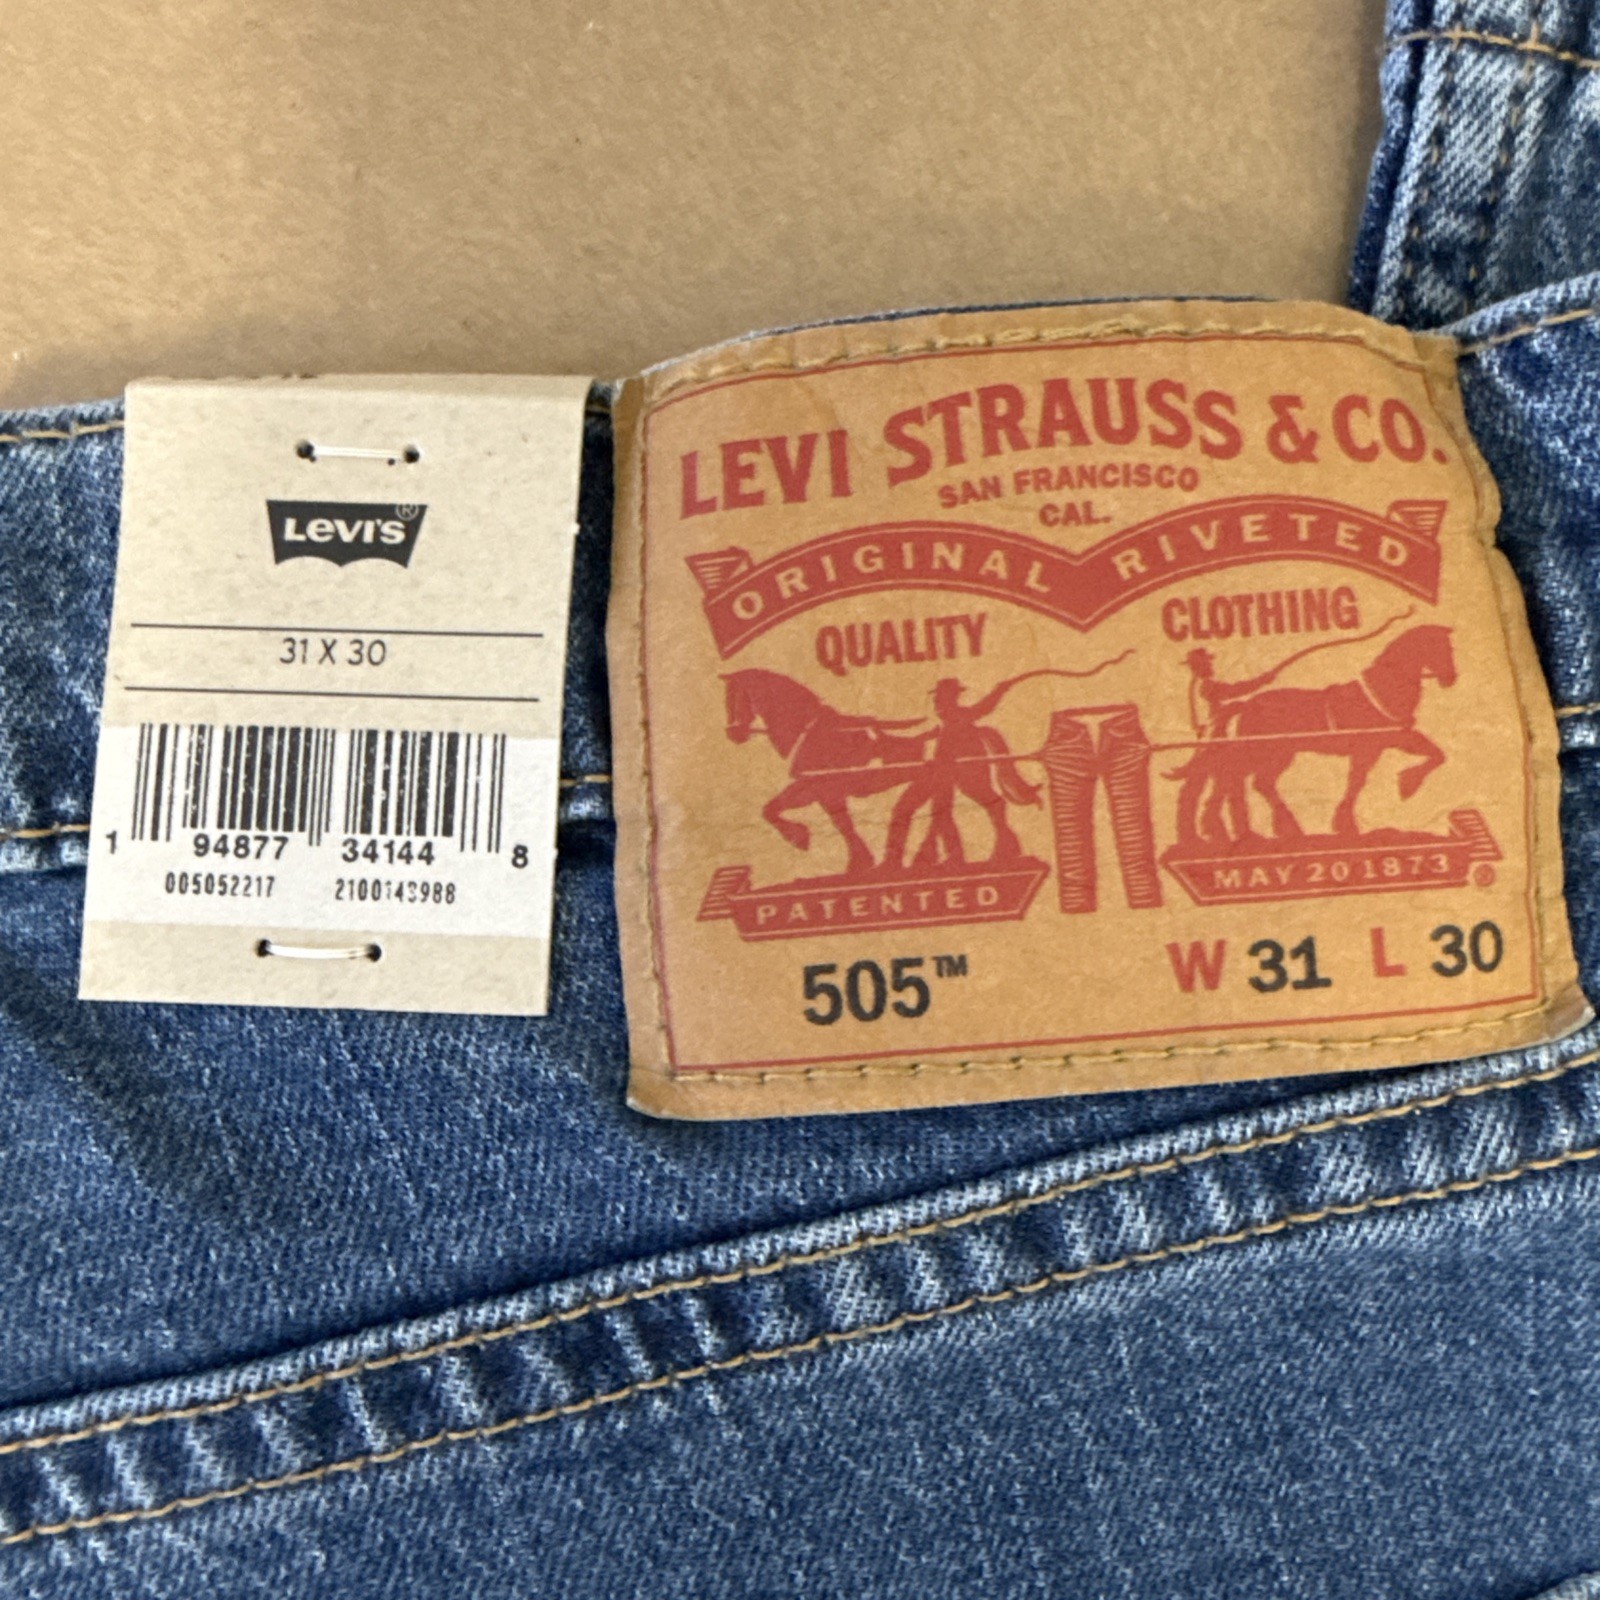 LEVI'S®
31 X 30
1 94877 34144 8
005052217
LEVI STRAUSS & CO.
SAN FRANCISCO
CAL.
ORIGINAL RIVETED
QUALITY CLOTHING
PATENTED MAY 20 1873 ®
505™ W 31 L 30